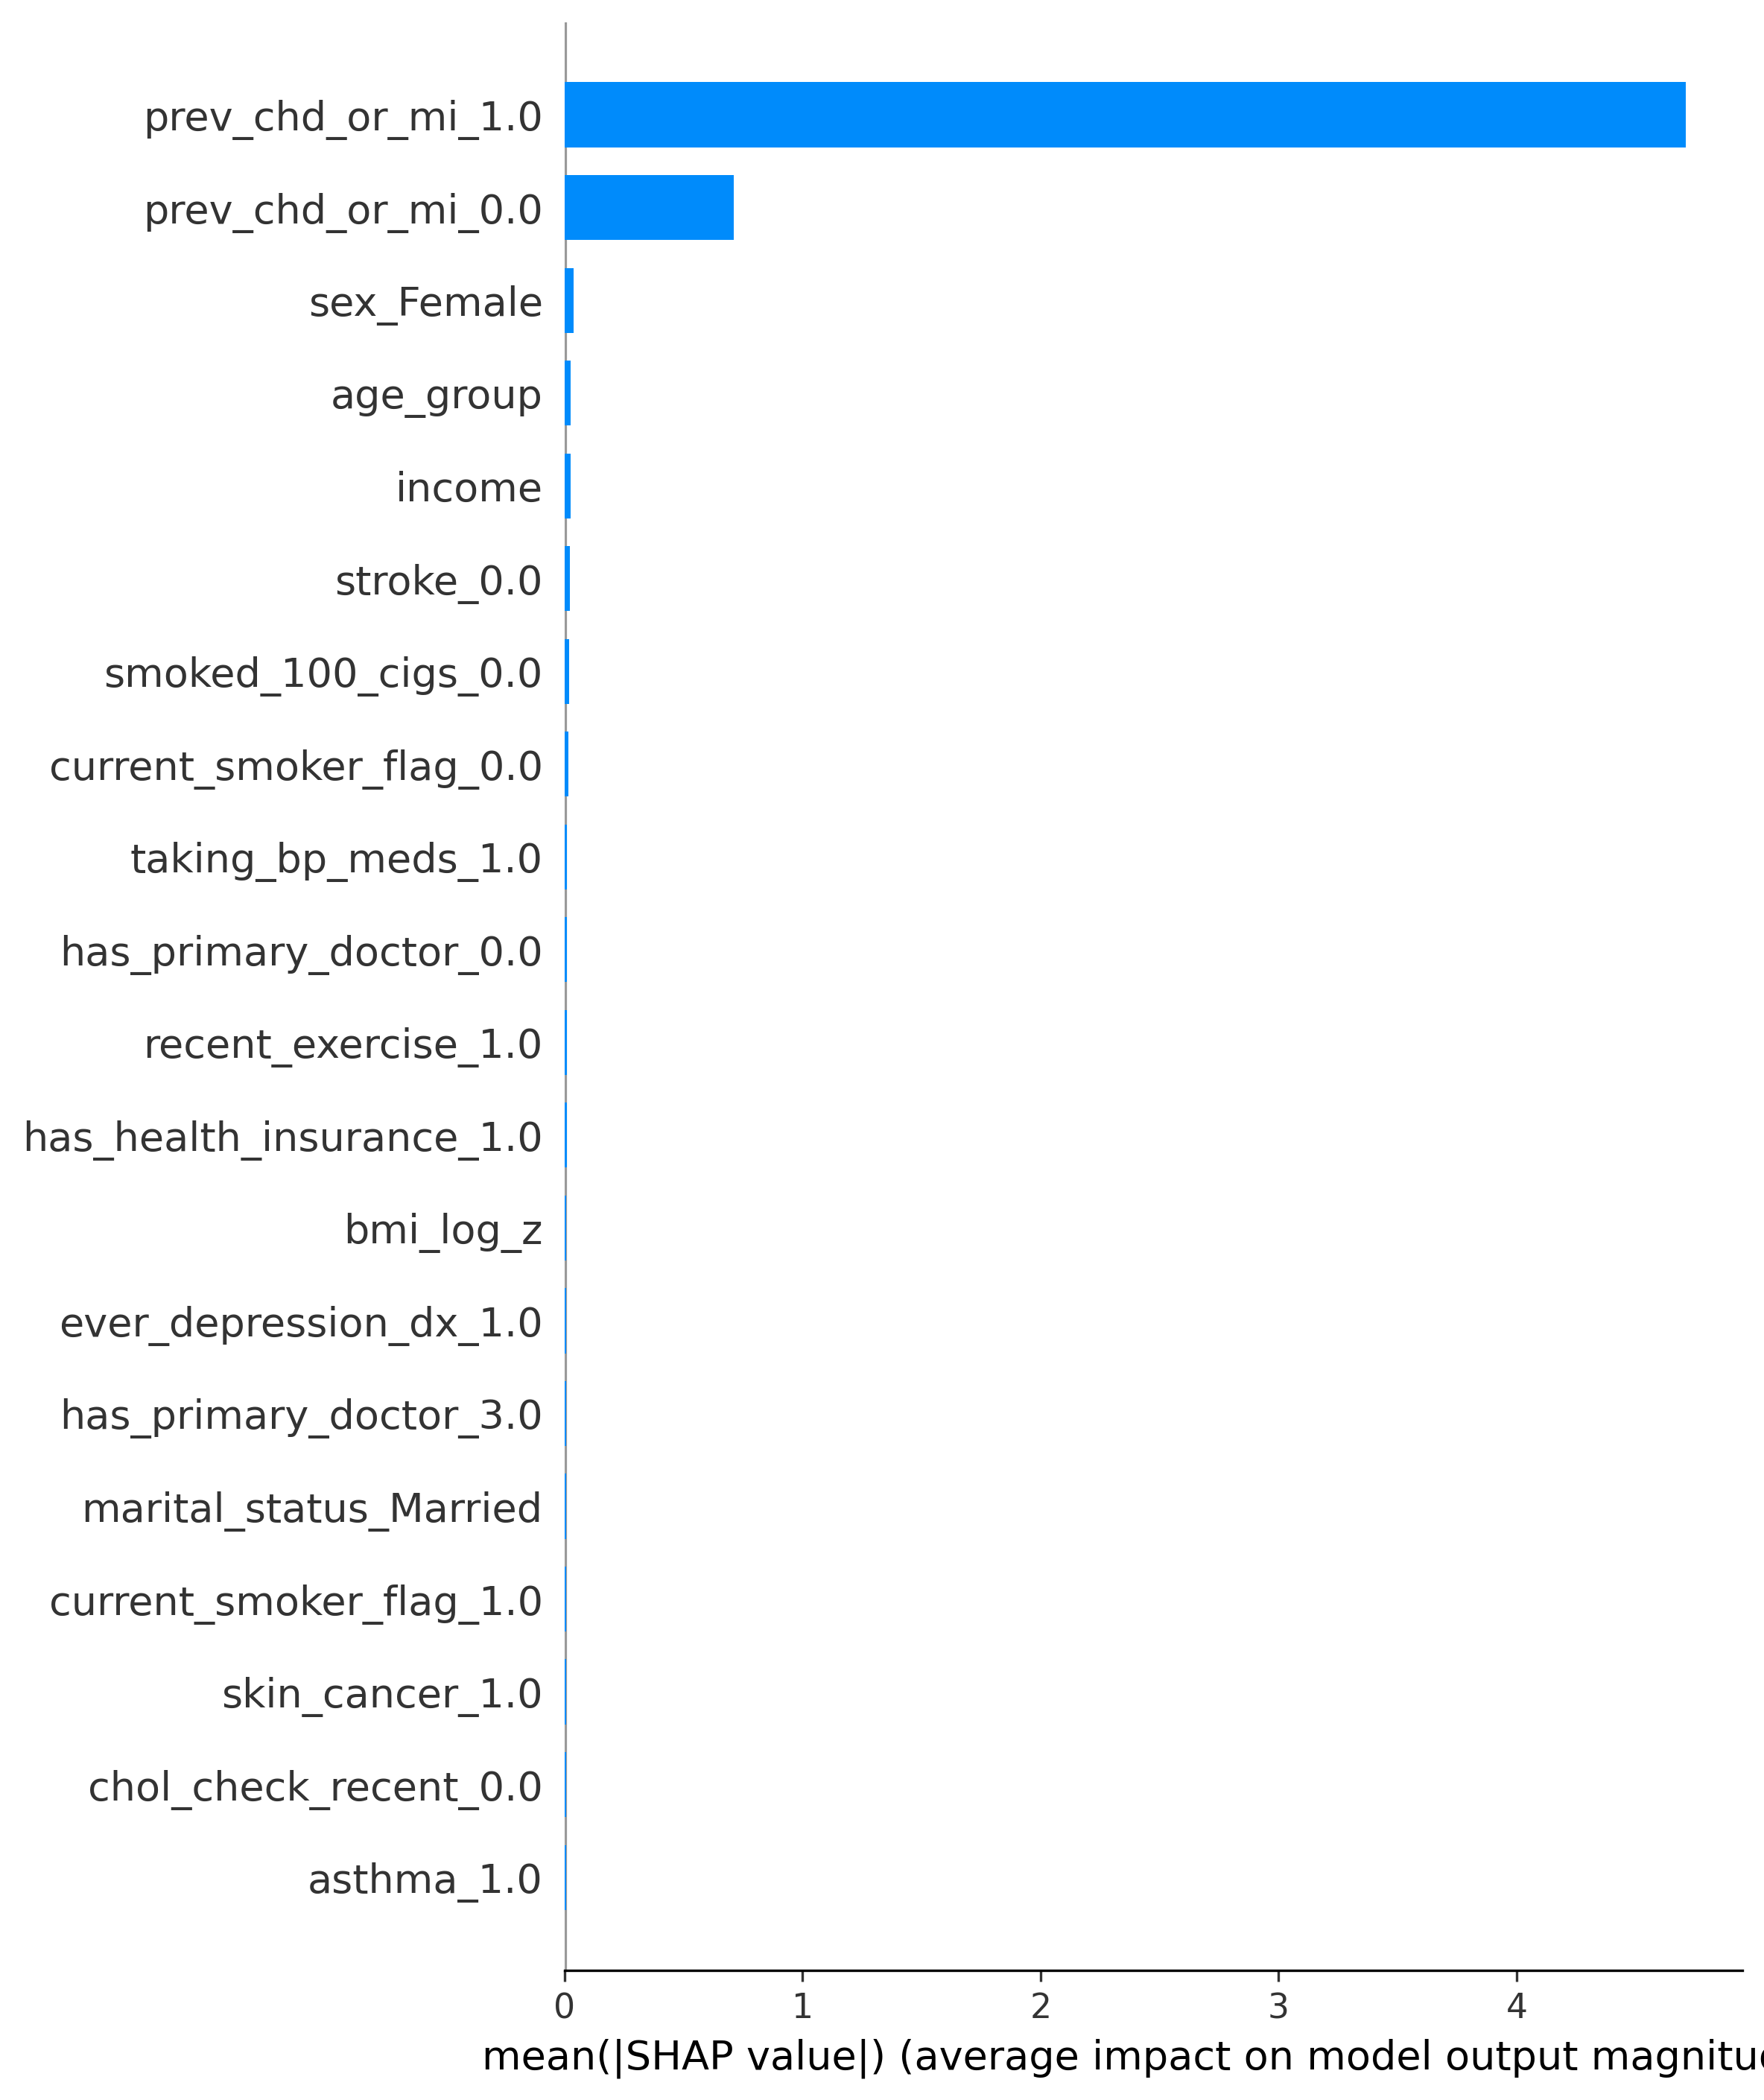 prev_chd_or_mi_1.0
prev_chd_or_mi_0.0
sex_Female
age_group
income
stroke_0.0
smoked_100_cigs_0.0
current_smoker_flag_0.0
taking_bp_meds_1.0
has_primary_doctor_0.0
recent_exercise_1.0
has_health_insurance_1.0
bmi_log_z
ever_depression_dx_1.0
has_primary_doctor_3.0
marital_status_Married
current_smoker_flag_1.0
skin_cancer_1.0
chol_check_recent_0.0
asthma_1.0
0 1 2 3 4
mean(|SHAP value|) (average impact on model output